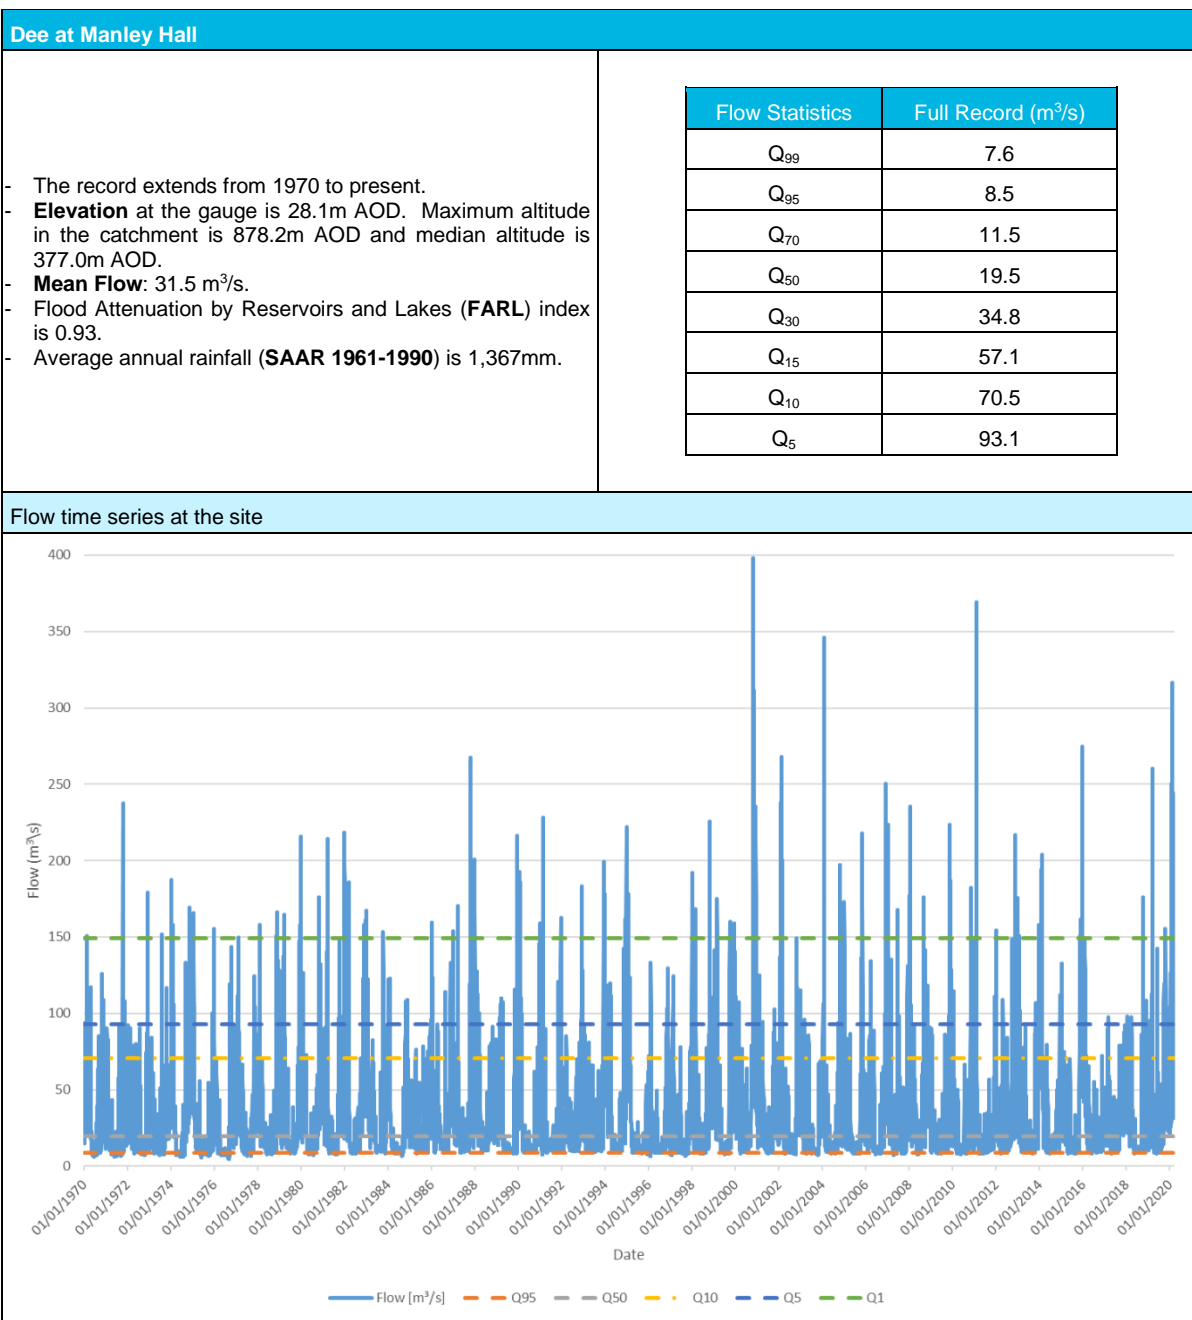 Dee at Manley Hall
- The record extends from 1970 to present.
- Elevation at the gauge is 28.1m AOD. Maximum altitude
in the catchment is 878.2m AOD and median altitude is
377.0m AOD.
- Mean Flow: 31.5 m³/s.
- Flood Attenuation by Reservoirs and Lakes (FARL) index
is 0.93.
- Average annual rainfall (SAAR 1961-1990) is 1,367mm.
Flow Statistics Full Record (m³/s)
Q₉₉ 7.6
Q₉₅ 8.5
Q₇₀ 11.5
Q₅₀ 19.5
Q₃₀ 34.8
Q₁₅ 57.1
Q₁₀ 70.5
Q₅ 93.1
Flow time series at the site
400
350
300
250
200
150
100
50
0
Flow (m³\s)
01/01/1970
01/01/1972
01/01/1974
01/01/1976
01/01/1978
01/01/1980
01/01/1982
01/01/1984
01/01/1986
01/01/1988
01/01/1990
01/01/1992
01/01/1994
01/01/1996
01/01/1998
01/01/2000
01/01/2002
01/01/2004
01/01/2006
01/01/2008
01/01/2010
01/01/2012
01/01/2014
01/01/2016
01/01/2018
01/01/2020
Date
Flow [m³/s] Q95 Q50 Q10 Q5 Q1